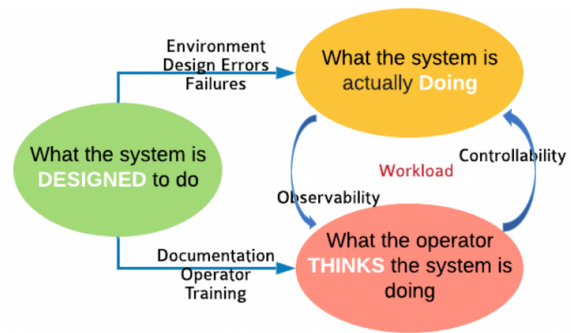 Environment
Design Errors
Failures
What the system is
actually Doing
What the system is
DESIGNED to do
Observability
Workload
Controllability
Documentation
Operator
Training
What the operator
THINKS the system is
doing